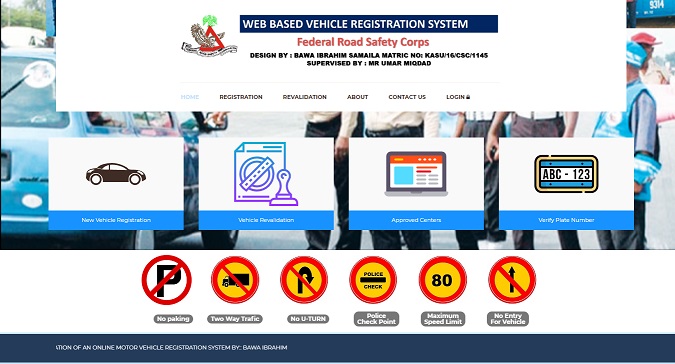 WEB BASED VEHICLE REGISTRATION SYSTEM
Federal Road Safety Corps
DESIGN BY : BAWA IBRAHIM SAMAILA MATRIC NO: KASU/16/CSC/1145
SUPERVISED BY : MR UMAR MIQDAD
HOME REGISTRATION REVALIDATION ABOUT CONTACT US LOGIN
ABC - 123
New Vehicle Registration Vehicle Revalidation Approved Centers Verify Plate Number
P
POLICE
CHECK
80
No paking Two Way Trafic No U-TURN Police Maximum No Entry
Check Point Speed Limit For Vehicle
ATION OF AN ONLINE MOTOR VEHICLE REGISTRATION SYSTEM BY:: BAWA IBRAHIM